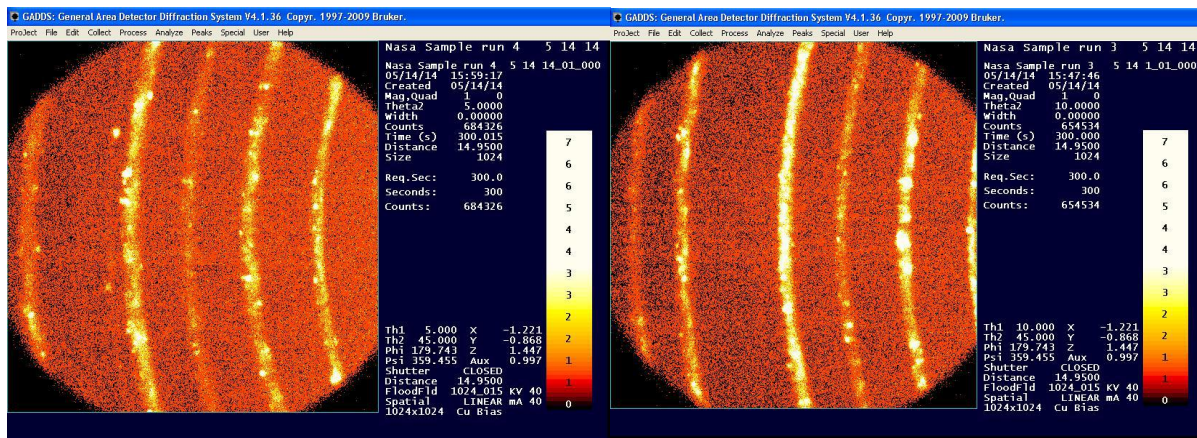 GADDS: General Area Detector Diffraction System V4.1.36 Copyr. 1997-2009 Bruker.
ProJect File Edit Collect Process Analyze Peaks Special User Help
Nasa Sample run 4 5 14 14
Nasa Sample run 4 5 14 14_01_000
05/14/14 15:59:17
Created 05/14/14
Mag,Quad 1 0
Theta2 5.0000
Width 0.00000
Counts 684326
Time (s) 300.015
Distance 14.9500
Size 1024
Req.Sec: 300.0
Seconds: 300
Counts: 684326
7
6
6
5
4
4
3
3
2
2
1
1
0
Th1 5.000 X -1.221
Th2 45.000 Y -0.868
Phi 179.743 Z 1.447
Psi 359.455 Aux 0.997
Shutter CLOSED
Distance 14.9500
FloodFld 1024_015 KV 40
Spatial LINEAR mA 40
1024x1024 Cu Bias
GADDS: General Area Detector Diffraction System V4.1.36 Copyr. 1997-2009 Bruker.
ProJect File Edit Collect Process Analyze Peaks Special User Help
Nasa Sample run 3 5 14 14
Nasa Sample run 3 5 14 1_01_000
05/14/14 15:47:46
Created 05/14/14
Mag,Quad 1 0
Theta2 10.0000
Width 0.00000
Counts 654534
Time (s) 300.000
Distance 14.9500
Size 1024
Req.Sec: 300.0
Seconds: 300
Counts: 654534
7
6
6
5
4
4
3
3
2
2
1
1
0
Th1 10.000 X -1.221
Th2 45.000 Y -0.868
Phi 179.743 Z 1.447
Psi 359.455 Aux 0.997
Shutter CLOSED
Distance 14.9500
FloodFld 1024_015 KV 40
Spatial LINEAR mA 40
1024x1024 Cu Bias